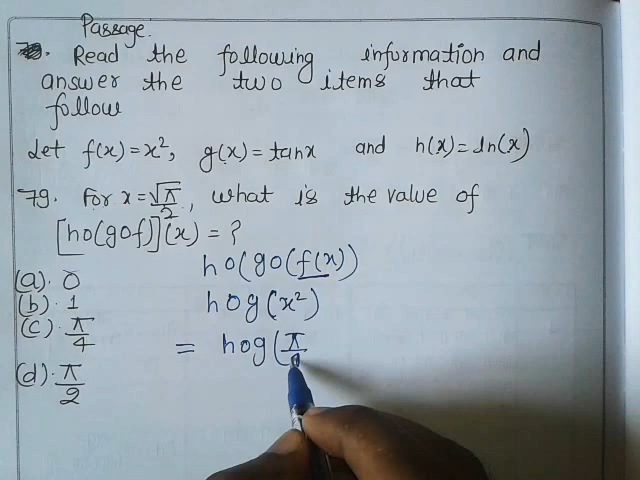 Passage.
Read the following information and
answer the two items that
follow
Let f(x)=x², g(x)=tanx and h(x)=ln(x)
79. For x=√π/2, what is the value of
[ho(gof)](x)=?
(a). 0
(b). 1
(c). π/4
(d). π/2
ho(go(f(x))
hog(x²)
= hog(π